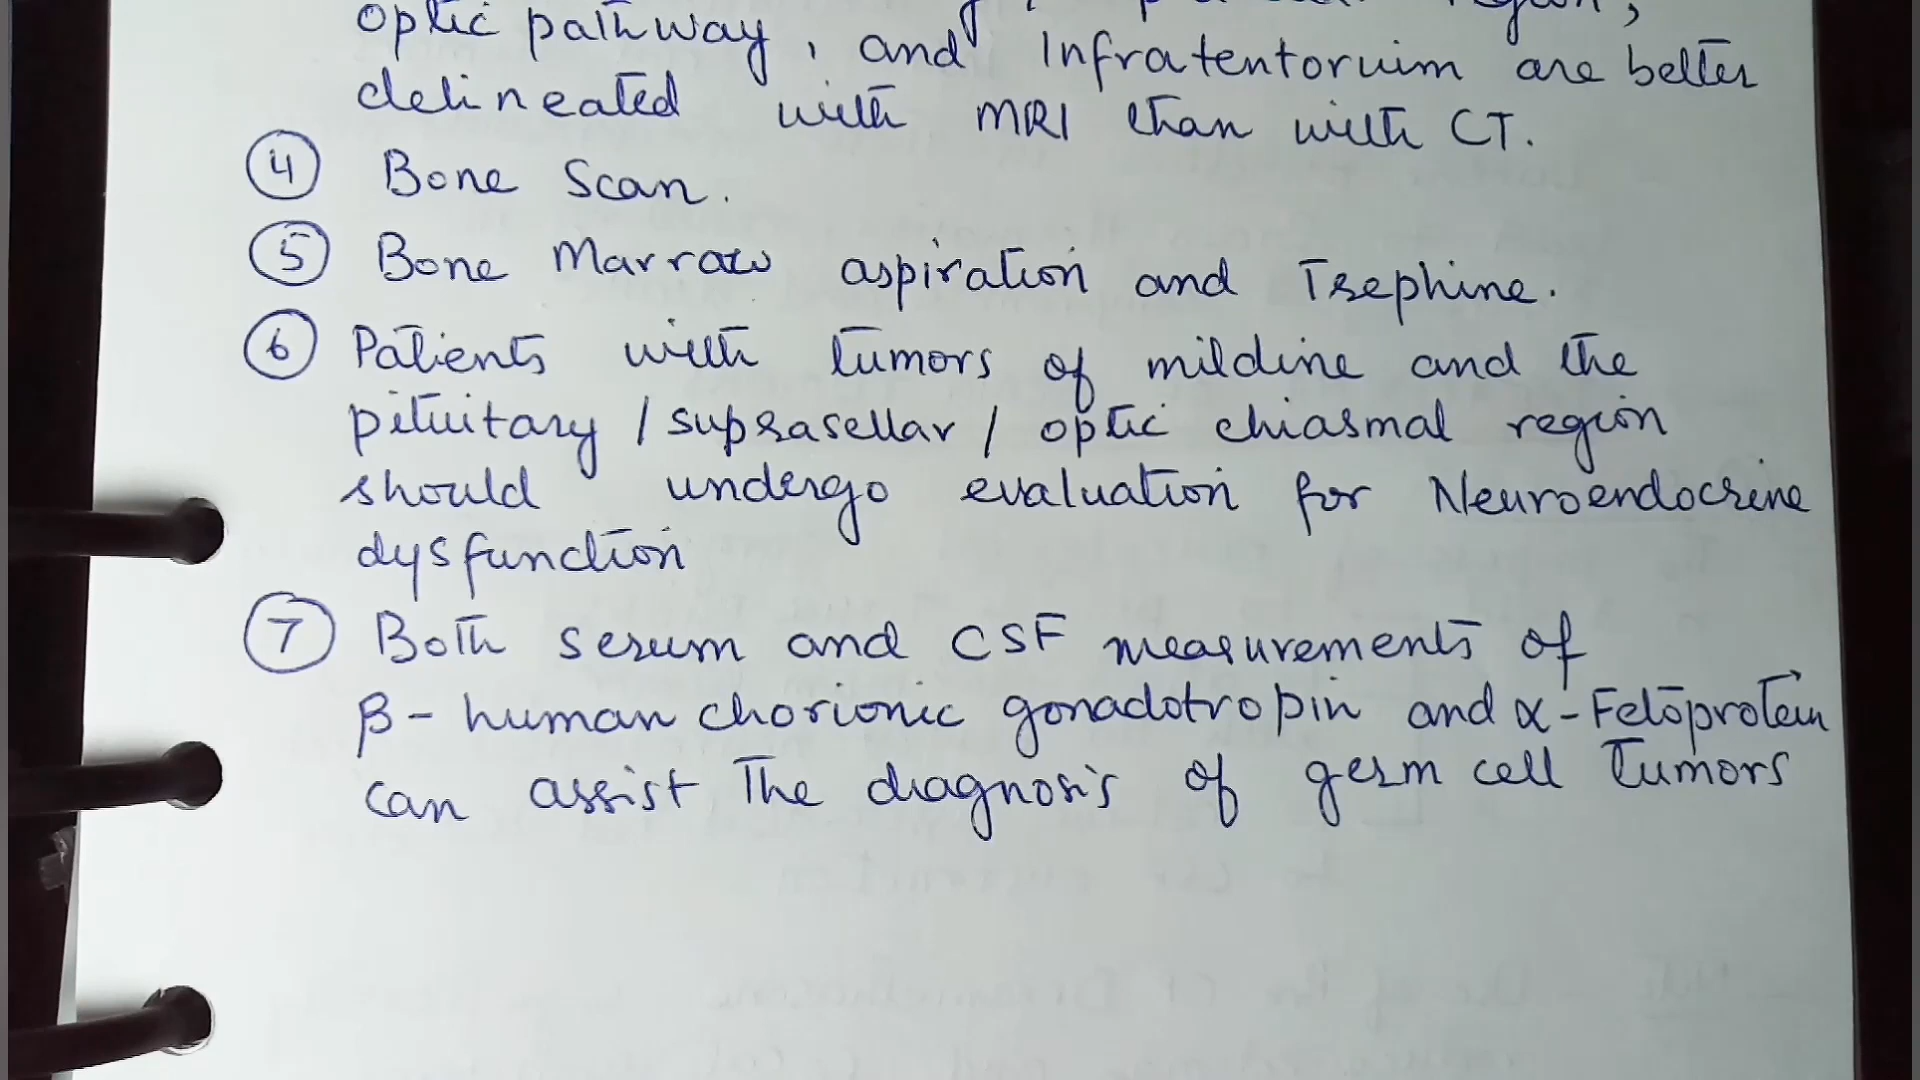 optic pathway, and Infratentoruim are better
delineated with MRI than with CT.
④ Bone Scan.
⑤ Bone Marrow aspiration and Trephine.
⑥ Patients with tumors of mildine and the
pituitary / suprasellar / optic chiasmal region
should undergo evaluation for Neuroendocrine
dysfunction
⑦ Both serum and CSF measurements of
β-human chorionic gonadotropin and α-Fetoprotein
can assist The diagnosis of germ cell Tumors